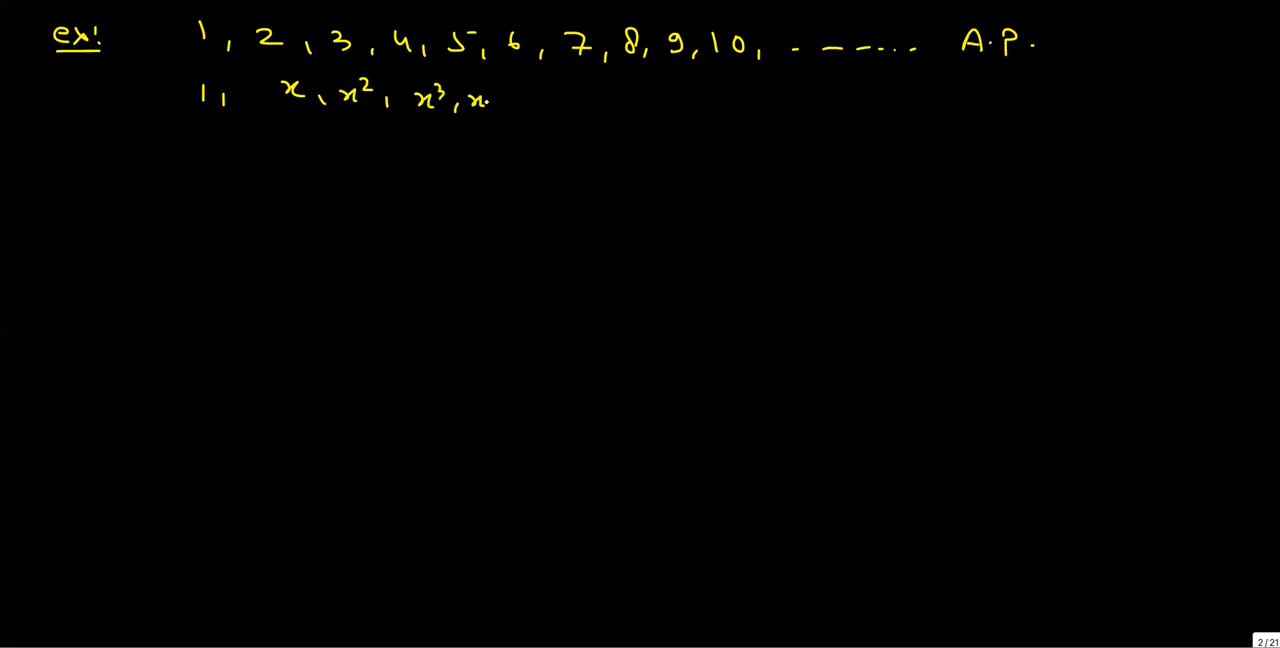 ex: 1, 2, 3, 4, 5, 6, 7, 8, 9, 10, ------... A.P.
1, x, x², x³, x
2/21